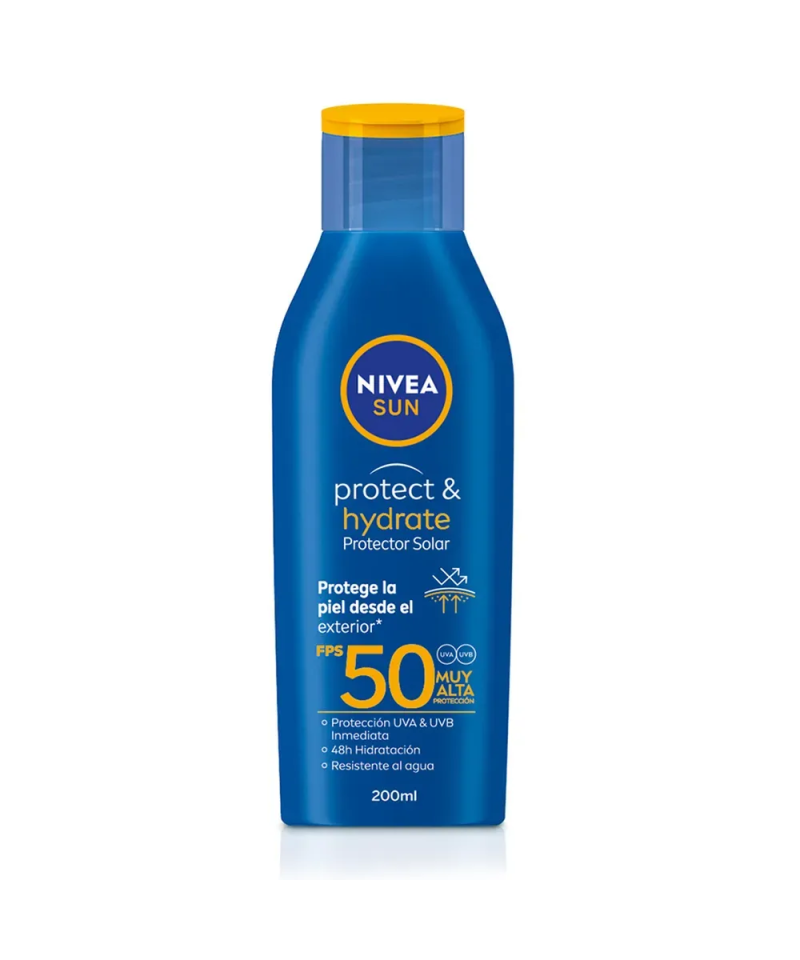 NIVEA
SUN
protect &
hydrate
Protector Solar
Protege la
piel desde el
exterior*
FPS 50
UVA UVB
MUY
ALTA
PROTECCIÓN
Protección UVA & UVB
Inmediata
48h Hidratación
Resistente al agua
200ml